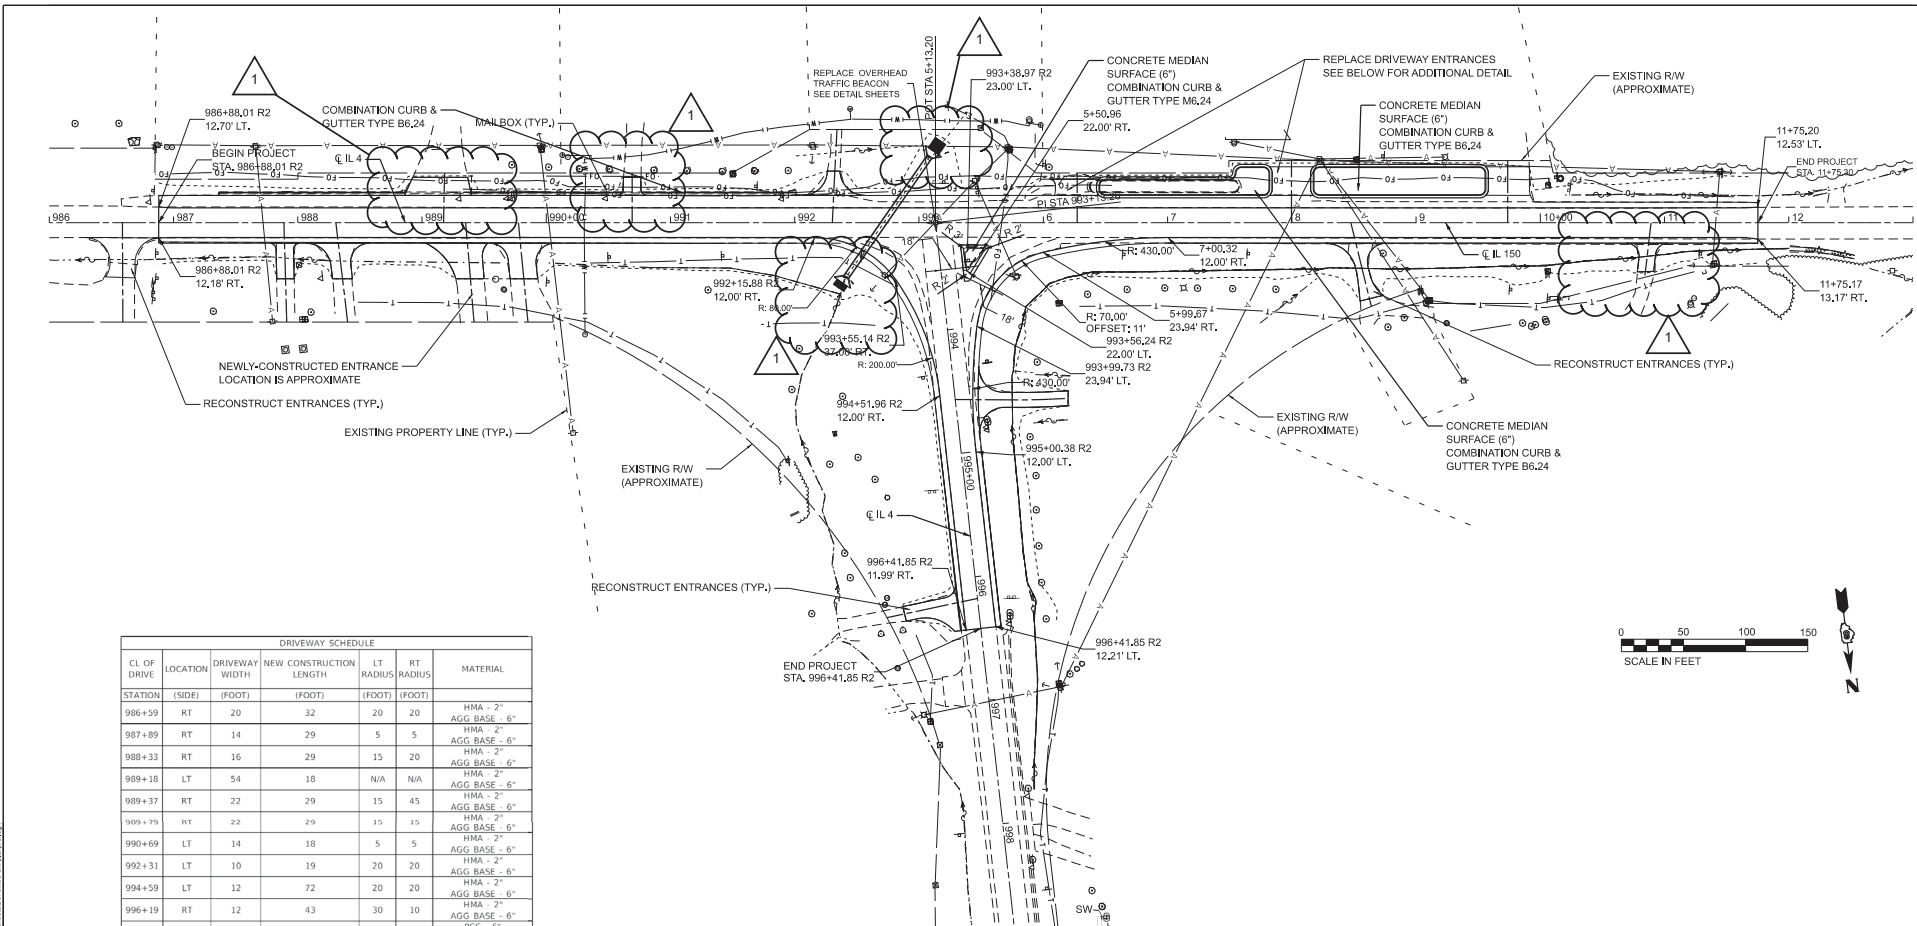 1
1
1
986+88.01 R2
12.70' LT.
BEGIN PROJECT
STA. 986+88.01 R2
COMBINATION CURB &
GUTTER TYPE B6.24
℄ IL 4
MAILBOX (TYP.)
REPLACE OVERHEAD
TRAFFIC BEACON
SEE DETAIL SHEETS
993+38.97 R2
23.00' LT.
CONCRETE MEDIAN
SURFACE (6")
COMBINATION CURB &
GUTTER TYPE M6.24
5+50.96
22.00' RT.
REPLACE DRIVEWAY ENTRANCES
SEE BELOW FOR ADDITIONAL DETAIL
CONCRETE MEDIAN
SURFACE (6")
COMBINATION CURB &
GUTTER TYPE B6.24
EXISTING R/W
(APPROXIMATE)
11+75.20
12.53' LT.
END PROJECT
STA. 11+75.30
986
987
988
989
990+00
991
992
6
7
8
9
10+00
11
12
986+88.01 R2
12.18' RT.
992+15.88 R2
12.00' RT.
R: 80.00'
18'
R: 430.00'
7+00.32
12.00' RT.
℄ IL 150
11+75.17
13.17' RT.
R: 70.00'
OFFSET: 11'
5+99.67
23.94' RT.
18'
993+55.14 R2
37.00' RT.
R: 200.00'
993+56.24 R2
22.00' LT.
993+99.73 R2
23.94' LT.
R: 430.00'
994
1
1
NEWLY-CONSTRUCTED ENTRANCE
LOCATION IS APPROXIMATE
RECONSTRUCT ENTRANCES (TYP.)
RECONSTRUCT ENTRANCES (TYP.)
994+51.96 R2
12.00' RT.
EXISTING PROPERTY LINE (TYP.)
EXISTING R/W
(APPROXIMATE)
EXISTING R/W
(APPROXIMATE)
CONCRETE MEDIAN
SURFACE (6")
COMBINATION CURB &
GUTTER TYPE B6.24
995+00.38 R2
12.00' LT.
995+00
℄ IL 4
996+41.85 R2
11.99' RT.
RECONSTRUCT ENTRANCES (TYP.)
996
996+41.85 R2
12.21' LT.
END PROJECT
STA. 996+41.85 R2
997
998
SW
0 50 100 150
SCALE IN FEET
N
DRIVEWAY SCHEDULE
CL OF DRIVE LOCATION DRIVEWAY WIDTH NEW CONSTRUCTION LENGTH LT RADIUS RT RADIUS MATERIAL
STATION (SIDE) (FOOT) (FOOT) (FOOT) (FOOT)
986+59 RT 20 32 20 20 HMA - 2" AGG BASE - 6"
987+89 RT 14 29 5 5 HMA - 2" AGG BASE - 6"
988+33 RT 16 29 15 20 HMA - 2" AGG BASE - 6"
989+18 LT 54 18 N/A N/A HMA - 2" AGG BASE - 6"
989+37 RT 22 29 15 45 HMA - 2" AGG BASE - 6"
989+79 RT 22 29 15 15 HMA - 2" AGG BASE - 6"
990+69 LT 14 18 5 5 HMA - 2" AGG BASE - 6"
992+31 LT 10 19 20 20 HMA - 2" AGG BASE - 6"
994+59 LT 12 72 20 20 HMA - 2" AGG BASE - 6"
996+19 RT 12 43 30 10 HMA - 2" AGG BASE - 6"